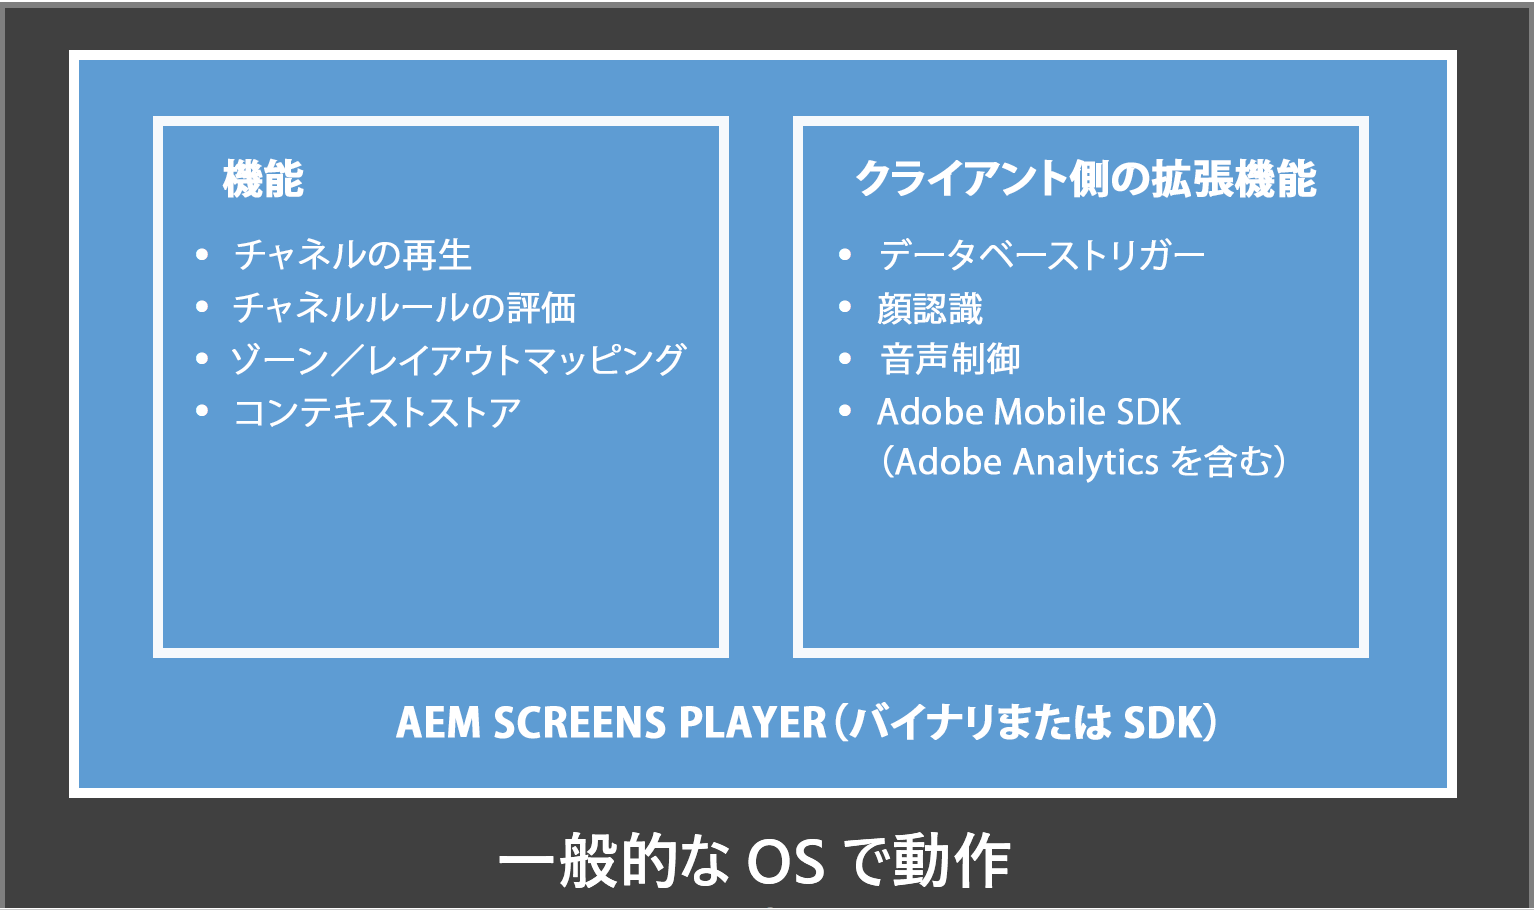 機能
• チャネルの再生
• チャネルルールの評価
• ゾーン／レイアウトマッピング
• コンテキストストア
クライアント側の拡張機能
• データベーストリガー
• 顔認識
• 音声制御
• Adobe Mobile SDK
（Adobe Analytics を含む）
AEM SCREENS PLAYER（バイナリまたは SDK）
一般的な OS で動作